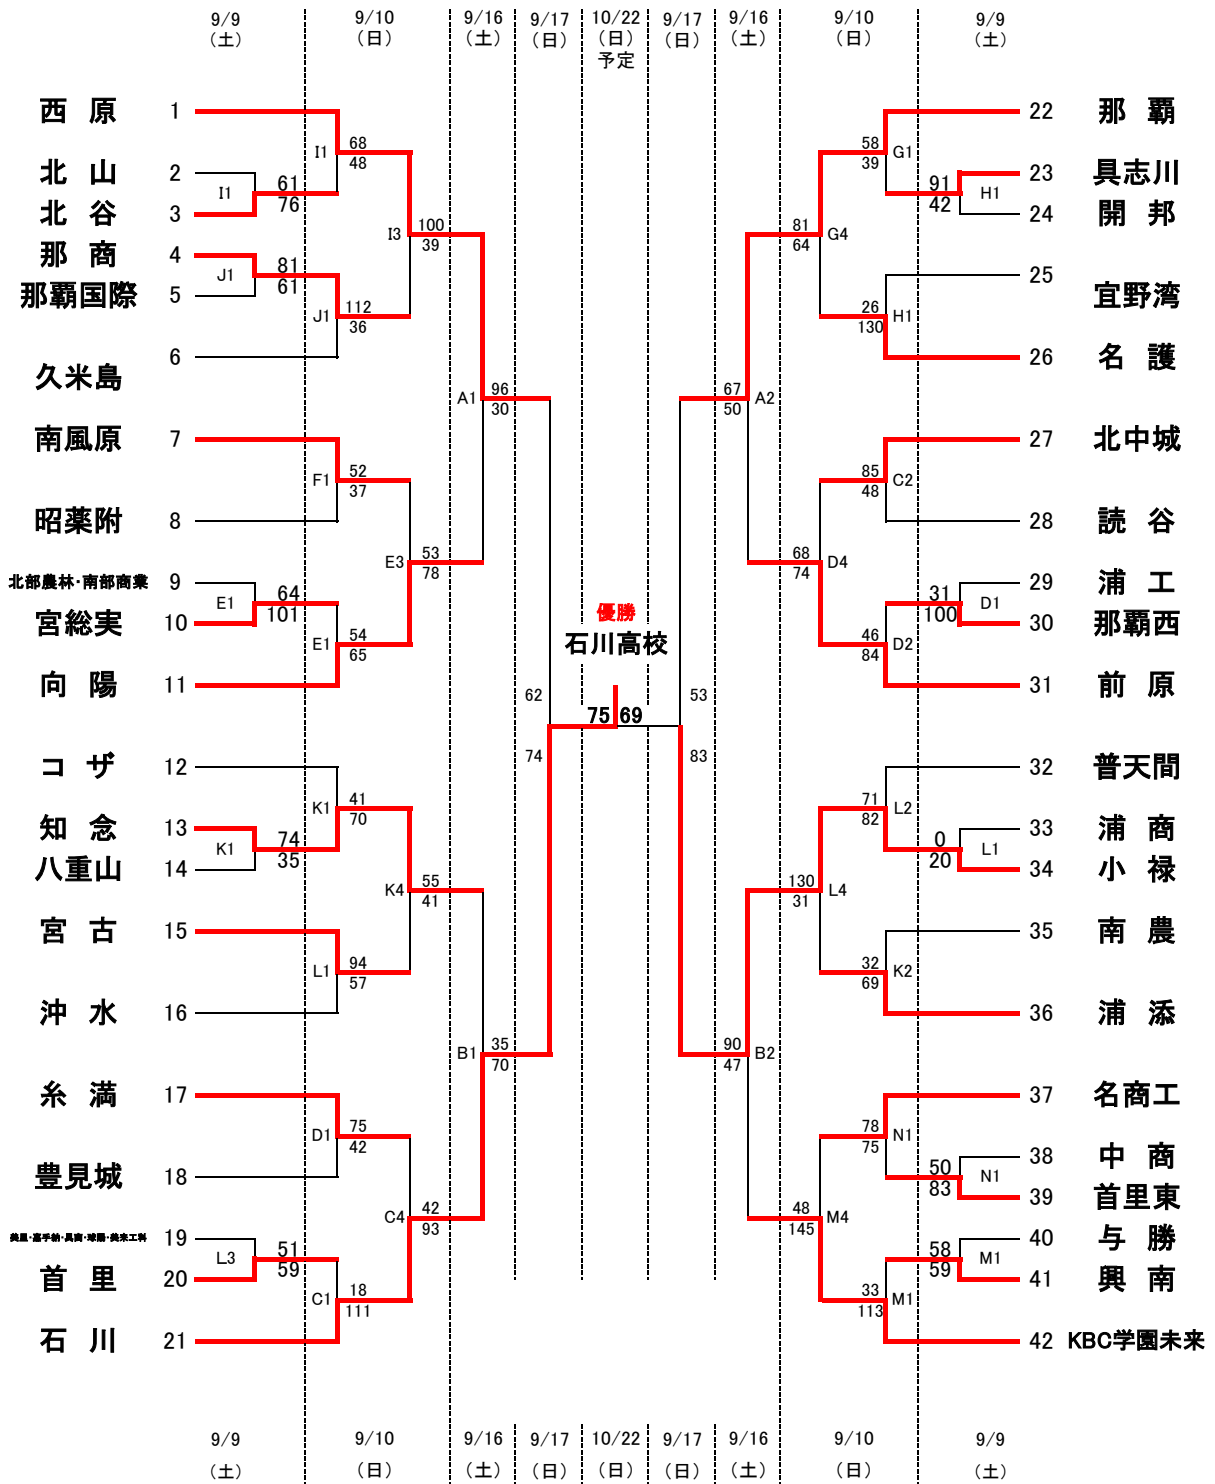 9/9 9/10 9/16 9/17 10/22 9/17 9/16 9/10 9/9
(土) (日) (土) (日) (日) (日) (土) (日) (土)
予定
西 原 1
北 山 2
北 谷 3
那 商 4
那覇国際 5
久米島 6
南風原 7
昭薬附 8
北部農林・南部商業 9
宮総実 10
向 陽 11
コ ザ 12
知 念 13
八重山 14
宮 古 15
沖 水 16
糸 満 17
豊見城 18
美里・嘉手納・具商・球陽・美来工科 19
首 里 20
石 川 21
I1 61 76
J1 81 61
E1 64 101
K1 74 35
L3 51 59
I1 68 48
J1 112 36
F1 52 37
E1 54 65
K1 41 70
L1 94 57
D1 75 42
C1 18 111
I3 100 39
E3 53 78
K4 55 41
C4 42 93
A1 96 30
B1 35 70
62
74
優勝
石川高校
75 69
53
83
67 50 A2
90 47 B2
81 64 G4
68 74 D4
130 31 L4
48 145 M4
58 39 G1
26 130 H1
85 48 C2
46 84 D2
71 82 L2
32 69 K2
78 75 N1
33 113 M1
91 42 H1
31 100 D1
0 20 L1
50 83 N1
58 59 M1
22 那 覇
23 具志川
24 開 邦
25 宜野湾
26 名 護
27 北中城
28 読 谷
29 浦 工
30 那覇西
31 前 原
32 普天間
33 浦 商
34 小 禄
35 南 農
36 浦 添
37 名商工
38 中 商
39 首里東
40 与 勝
41 興 南
42 KBC学園未来
9/9 9/10 9/16 9/17 10/22 9/17 9/16 9/10 9/9
(土) (日) (土) (日) (日) (日) (土) (日) (土)